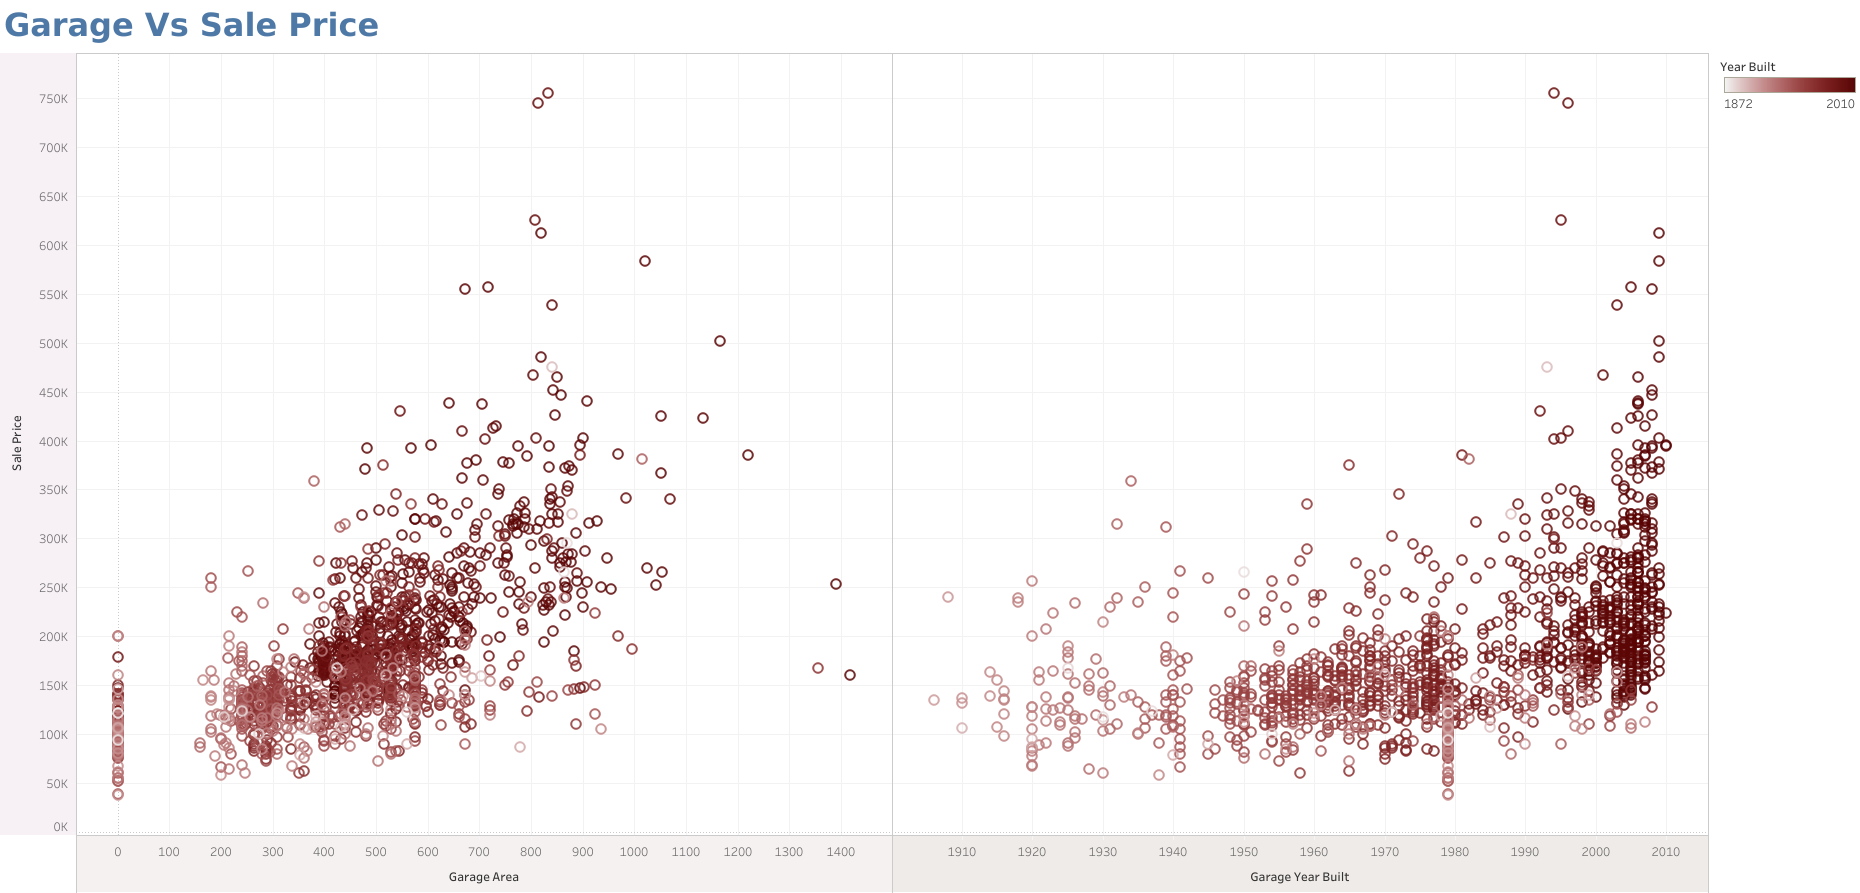 Garage Vs Sale Price
Year Built
1872 2010
Sale Price
750K
700K
650K
600K
550K
500K
450K
400K
350K
300K
250K
200K
150K
100K
50K
0K
0 100 200 300 400 500 600 700 800 900 1000 1100 1200 1300 1400
Garage Area
1910 1920 1930 1940 1950 1960 1970 1980 1990 2000 2010
Garage Year Built